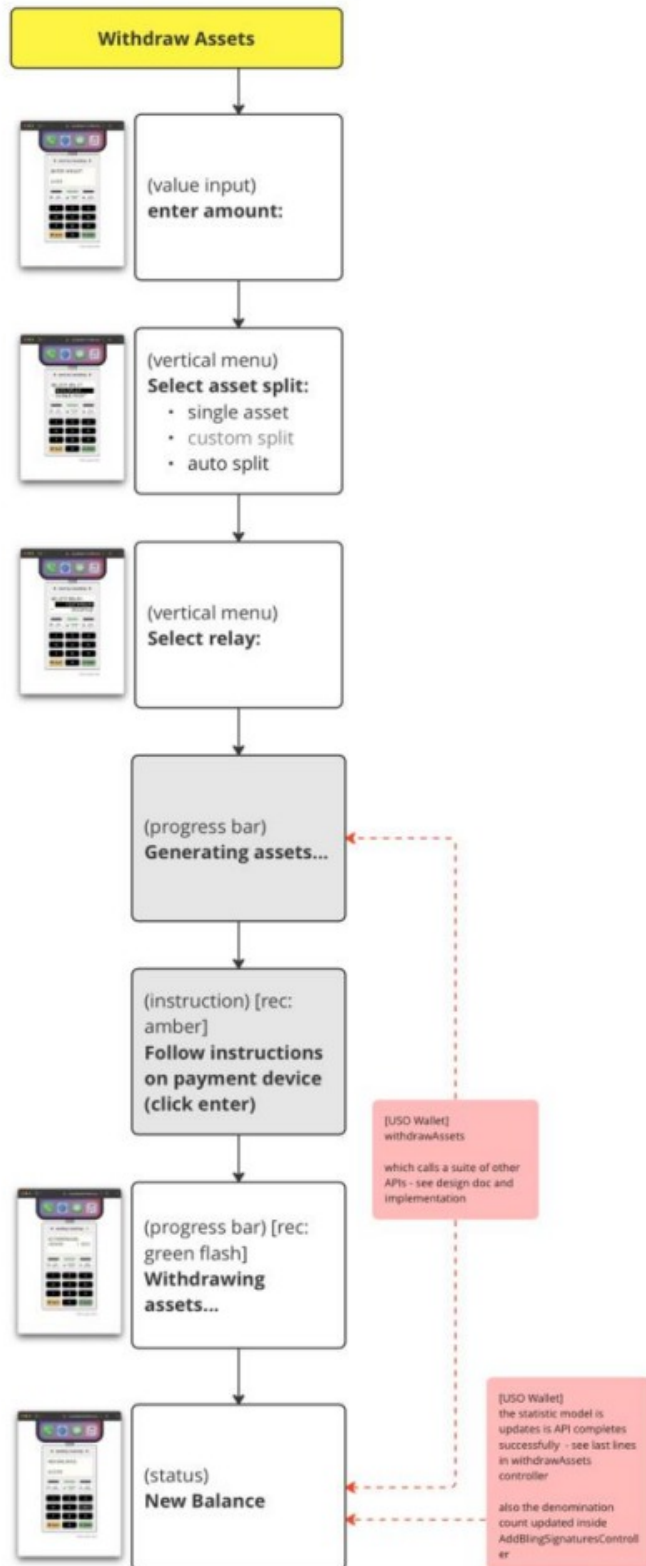 Withdraw Assets
(value input)
enter amount:
(vertical menu)
Select asset split:
• single asset
• custom split
• auto split
(vertical menu)
Select relay:
(progress bar)
Generating assets...
(instruction) [rec:
amber]
Follow instructions
on payment device
(click enter)
[USO Wallet]
withdrawAssets
which calls a suite of other
APIs - see design doc and
implementation
(progress bar) [rec:
green flash]
Withdrawing
assets...
(status)
New Balance
[USO Wallet]
the statistic model is
updates is API completes
successfully - see last lines
in withdrawAssets
controller
also the denomination
count updated inside
AddBlingSignaturesControll
er